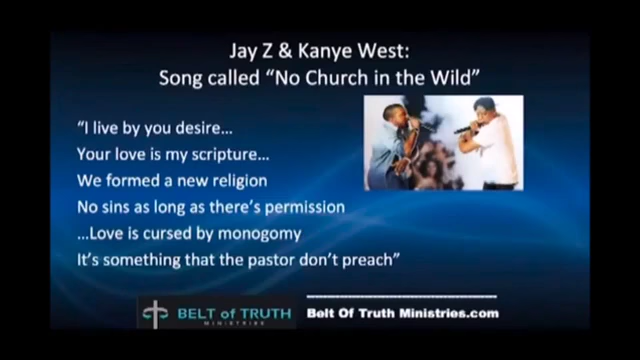 Jay Z & Kanye West:
Song called “No Church in the Wild”
“I live by you desire…
Your love is my scripture…
We formed a new religion
No sins as long as there’s permission
…Love is cursed by monogomy
It’s something that the pastor don’t preach”
BELT of TRUTH
MINISTRIES
Belt Of Truth Ministries.com